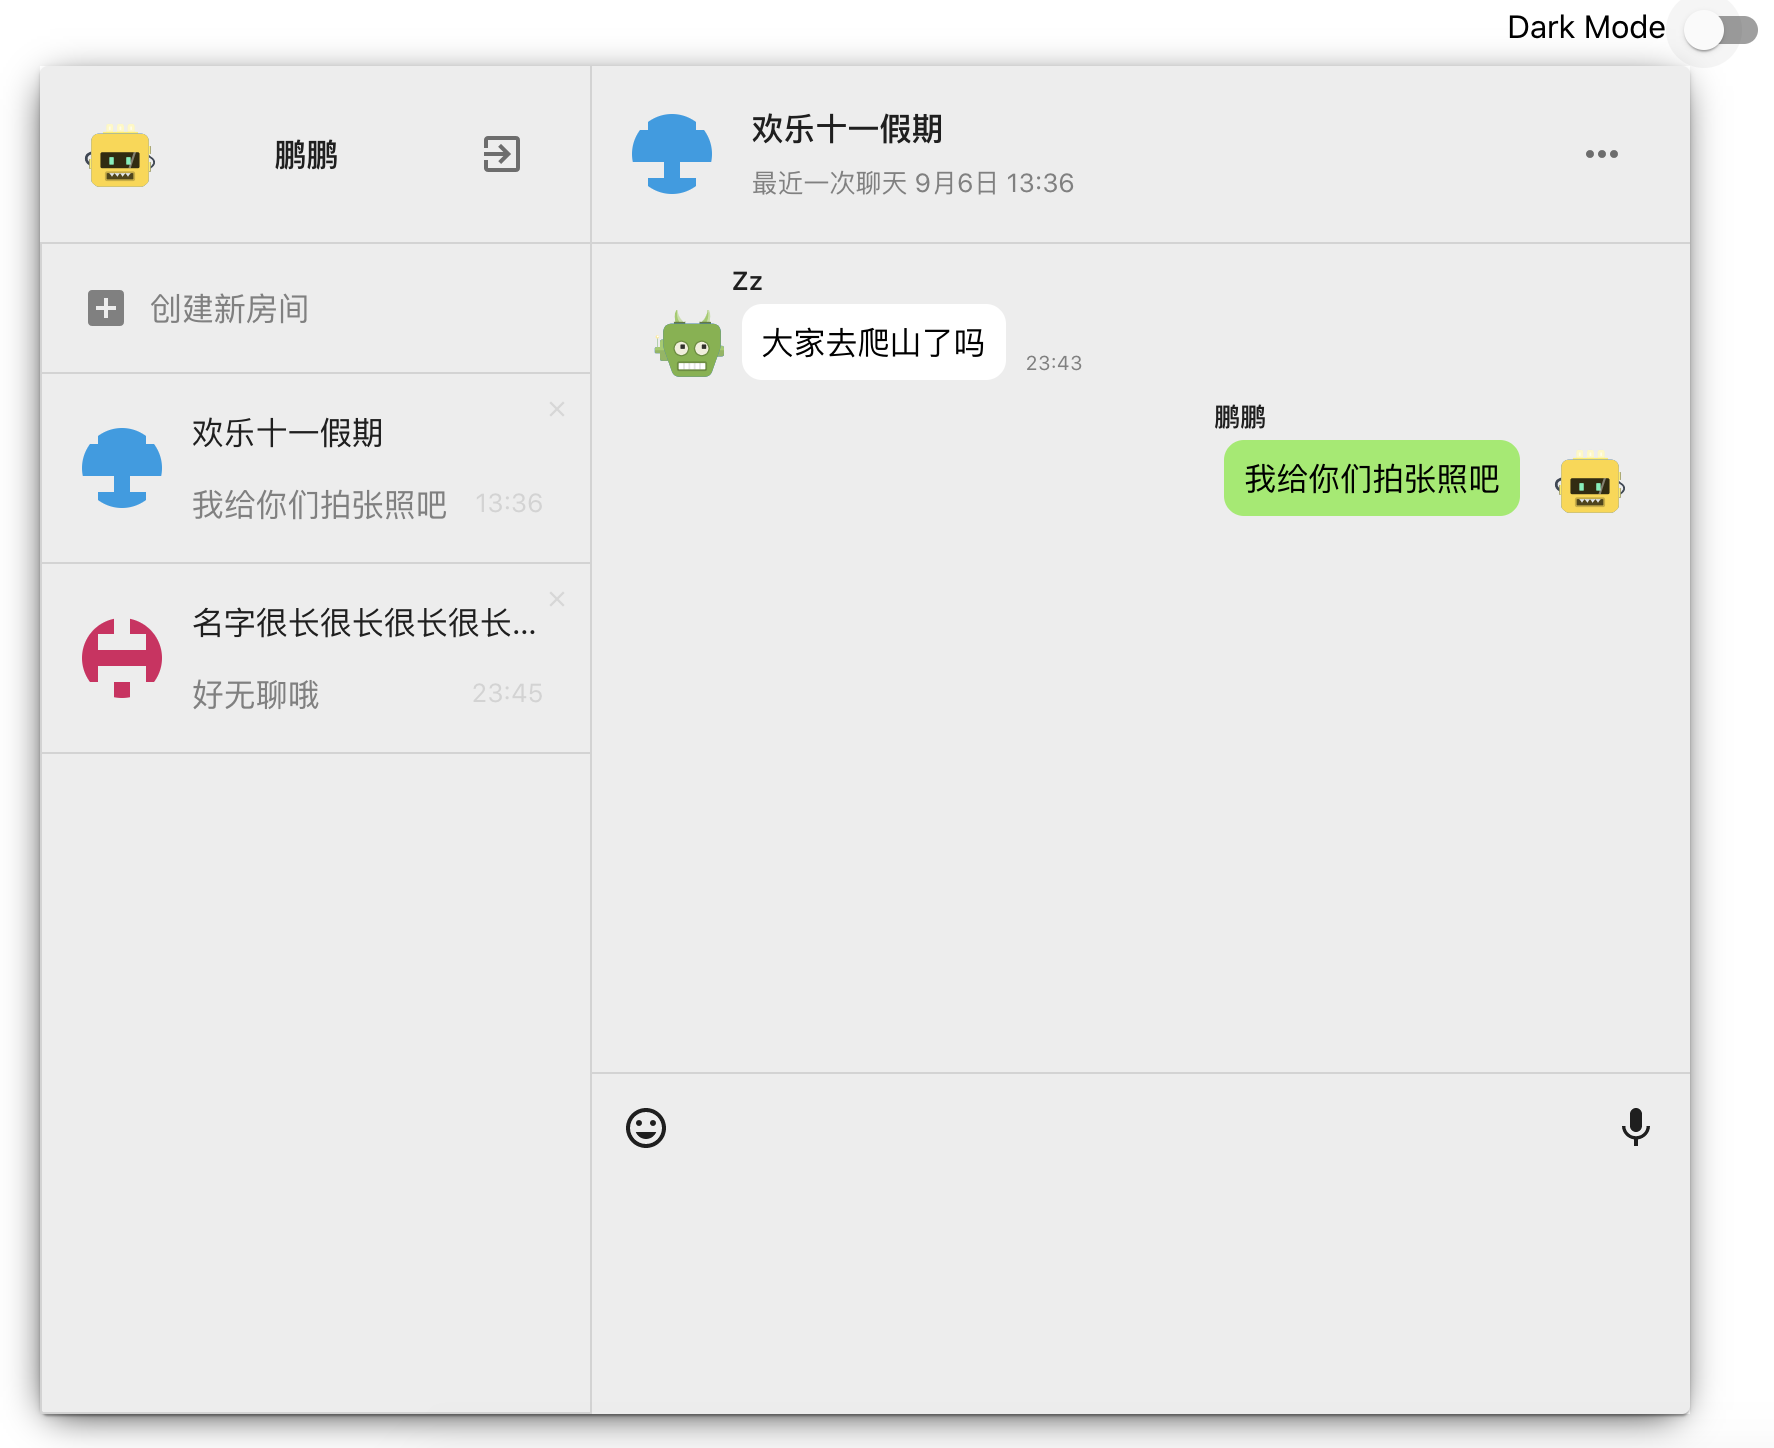 Dark Mode
鹏鹏
创建新房间
欢乐十一假期
我给你们拍张照吧 13:36
名字很长很长很长很长...
好无聊哦 23:45
欢乐十一假期
最近一次聊天 9月6日 13:36
Zz
大家去爬山了吗 23:43
鹏鹏
我给你们拍张照吧